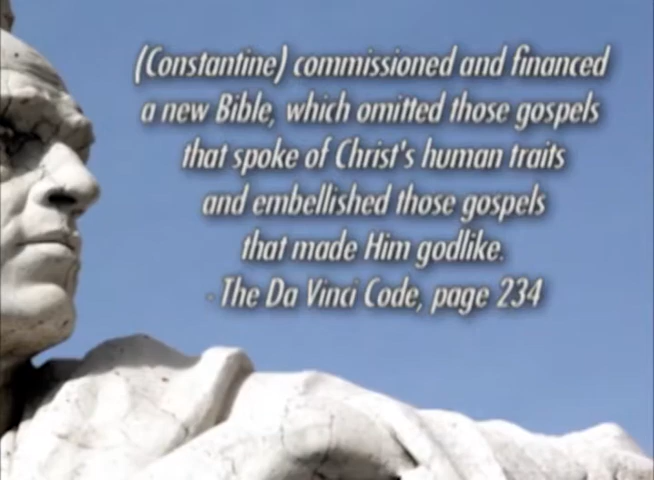 (Constantine) commissioned and financed
a new Bible, which omitted those gospels
that spoke of Christ's human traits
and embellished those gospels
that made Him godlike.
- The Da Vinci Code, page 234